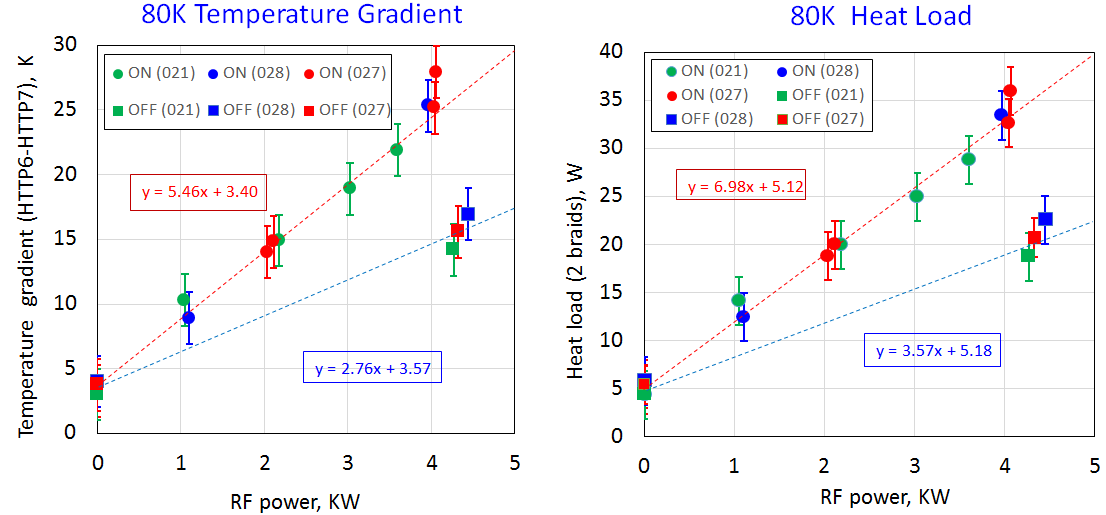 80K Temperature Gradient
Temperature gradient (HTTP6-HTTP7), K
30
25
20
15
10
5
0
ON (021) ON (028) ON (027)
OFF (021) OFF (028) OFF (027)
y = 5.46x + 3.40
y = 2.76x + 3.57
0 1 2 3 4 5
RF power, KW
80K Heat Load
Heat load (2 braids), W
40
35
30
25
20
15
10
5
0
ON (021) ON (028)
ON (027) OFF (021)
OFF (028) OFF (027)
y = 6.98x + 5.12
y = 3.57x + 5.18
0 1 2 3 4 5
RF power, KW